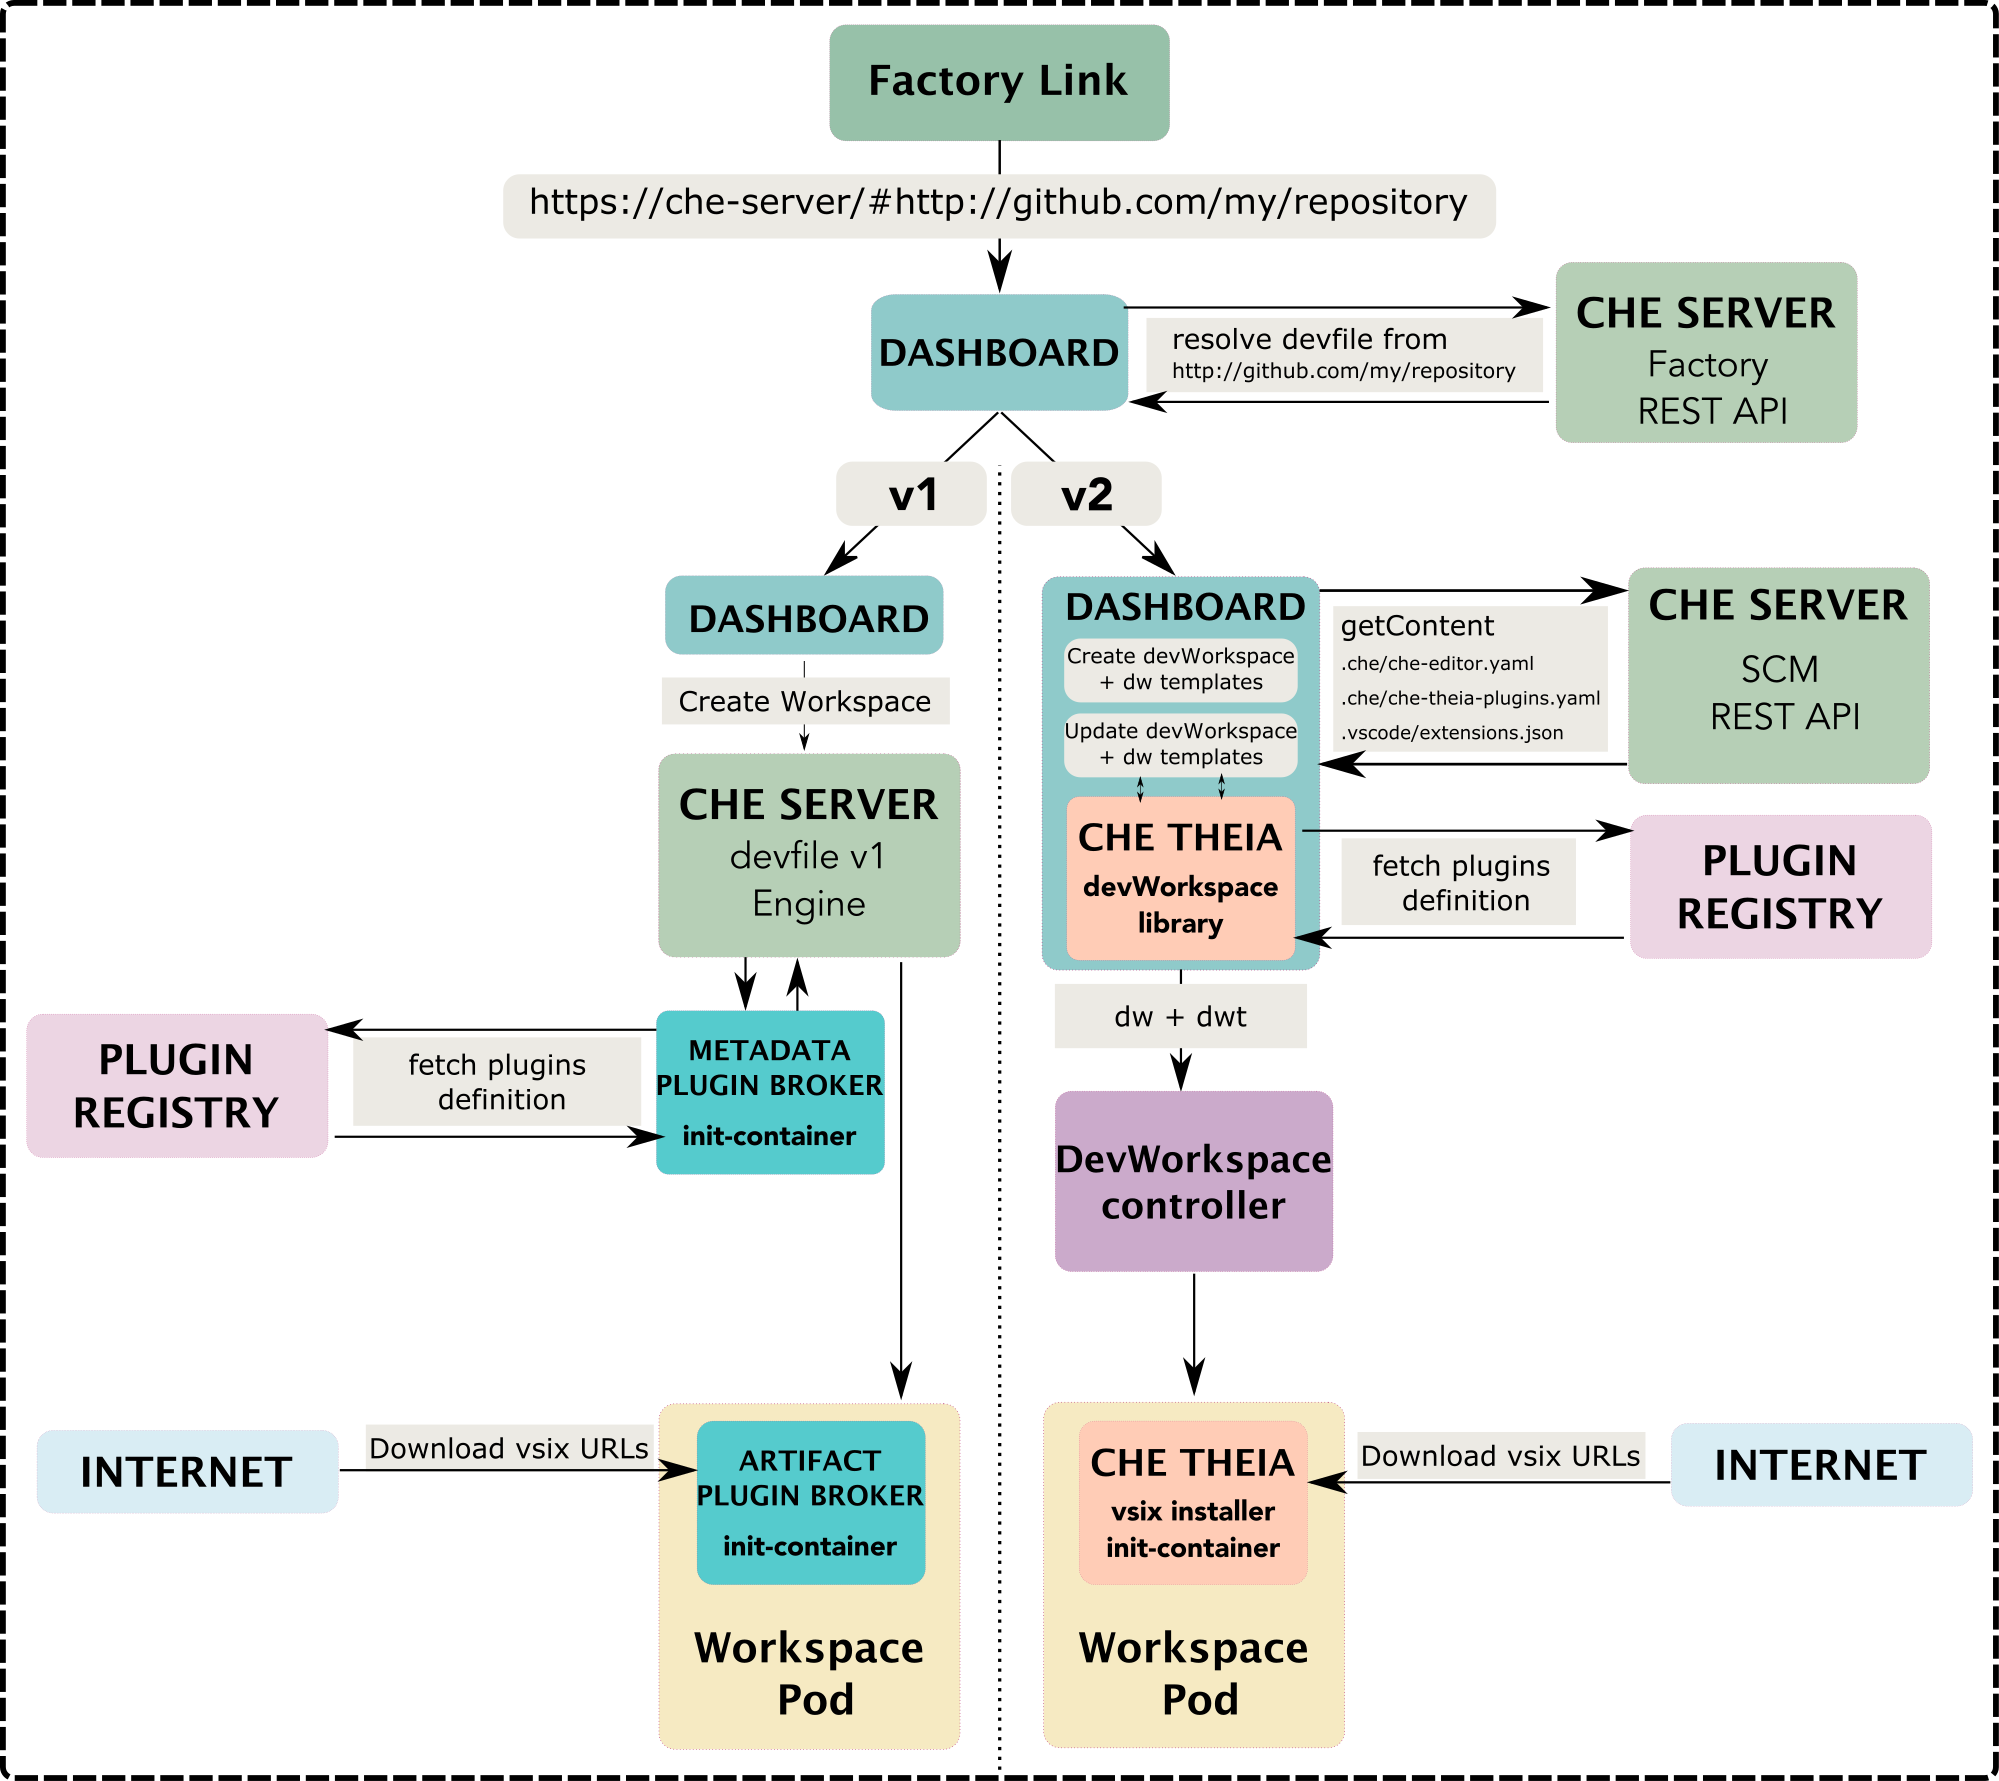 Factory Link
https://che-server/#http://github.com/my/repository
DASHBOARD
resolve devfile from
http://github.com/my/repository
CHE SERVER
Factory
REST API
v1
v2
DASHBOARD
Create Workspace
CHE SERVER
devfile v1
Engine
PLUGIN
REGISTRY
fetch plugins
definition
METADATA
PLUGIN BROKER
init-container
INTERNET
Download vsix URLs
ARTIFACT
PLUGIN BROKER
init-container
Workspace
Pod
DASHBOARD
Create devWorkspace
+ dw templates
Update devWorkspace
+ dw templates
CHE THEIA
devWorkspace
library
getContent
.che/che-editor.yaml
.che/che-theia-plugins.yaml
.vscode/extensions.json
CHE SERVER
SCM
REST API
fetch plugins
definition
PLUGIN
REGISTRY
dw + dwt
DevWorkspace
controller
CHE THEIA
vsix installer
init-container
Workspace
Pod
Download vsix URLs
INTERNET